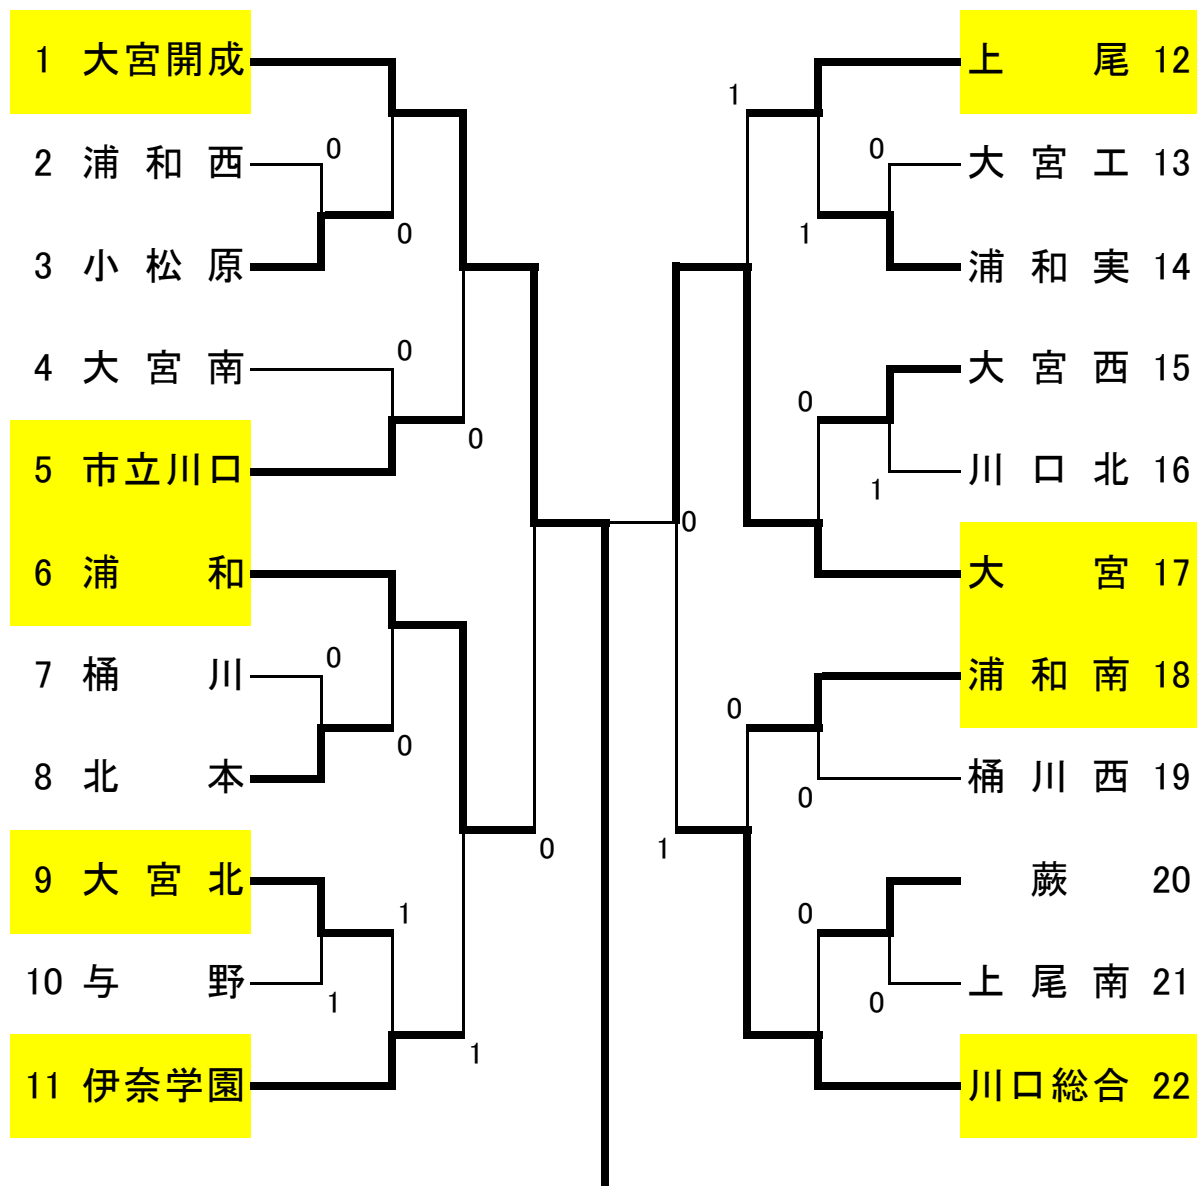 1 大宮開成
2 浦和西
3 小松原
4 大宮南
5 市立川口
6 浦和
7 桶川
8 北本
9 大宮北
10 与野
11 伊奈学園
0
0
0
0
0
0
1
1
1
0
0
1
1
0
1
0
0
1
0
0
0
0
上尾 12
大宮工 13
浦和実 14
大宮西 15
川口北 16
大宮 17
浦和南 18
桶川西 19
蕨 20
上尾南 21
川口総合 22